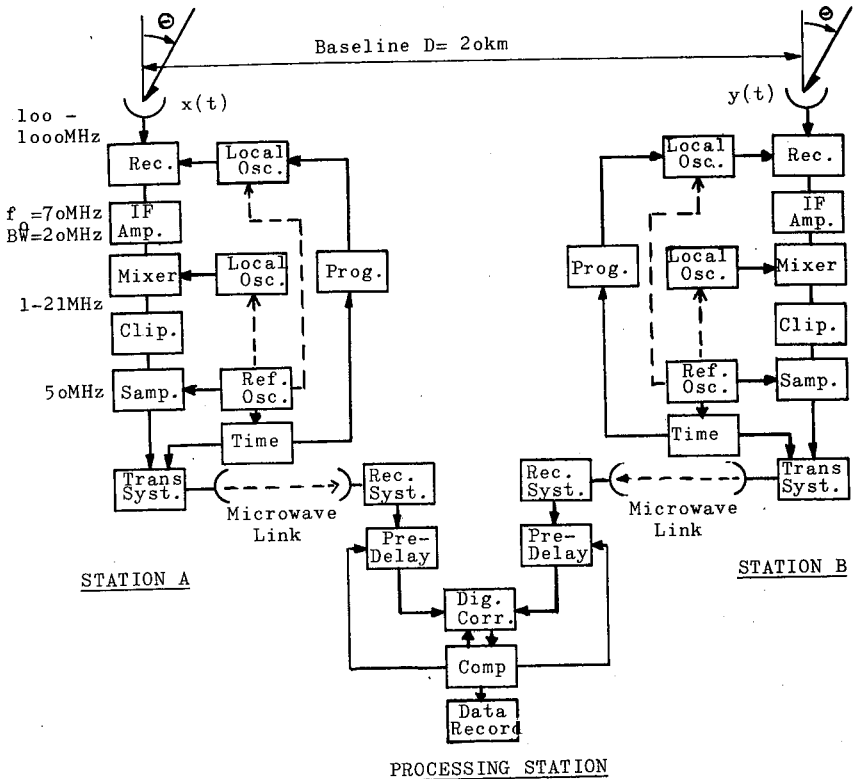 Θ
Θ
Baseline D= 2okm
x(t)
y(t)
1oo -
1oooMHz
Rec.
Local
Osc.
Local
Osc.
Rec.
f₀=7oMHz
BW=2oMHz
IF
Amp.
IF
Amp.
Mixer
Local
Osc.
Prog.
Prog.
Local
Osc.
Mixer
1-21MHz
Clip.
Clip.
5oMHz
Samp.
Ref.
Osc.
Ref.
Osc.
Samp.
Time
Time
Trans
Syst.
Rec.
Syst.
Rec.
Syst.
Trans
Syst.
Microwave
Link
Microwave
Link
Pre-
Delay
Pre-
Delay
STATION A
STATION B
Dig.
Corr.
Comp
Data
Record
PROCESSING STATION